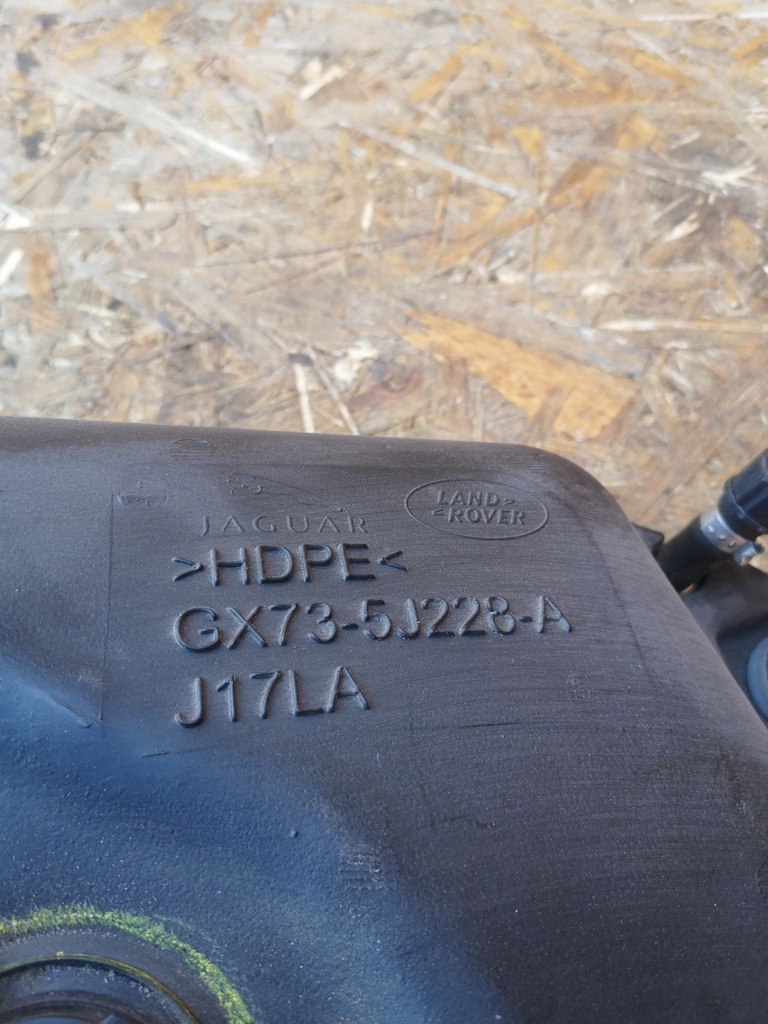 JAGUAR
LAND
ROVER
>HDPE<
GX73-5J228-A
J17LA